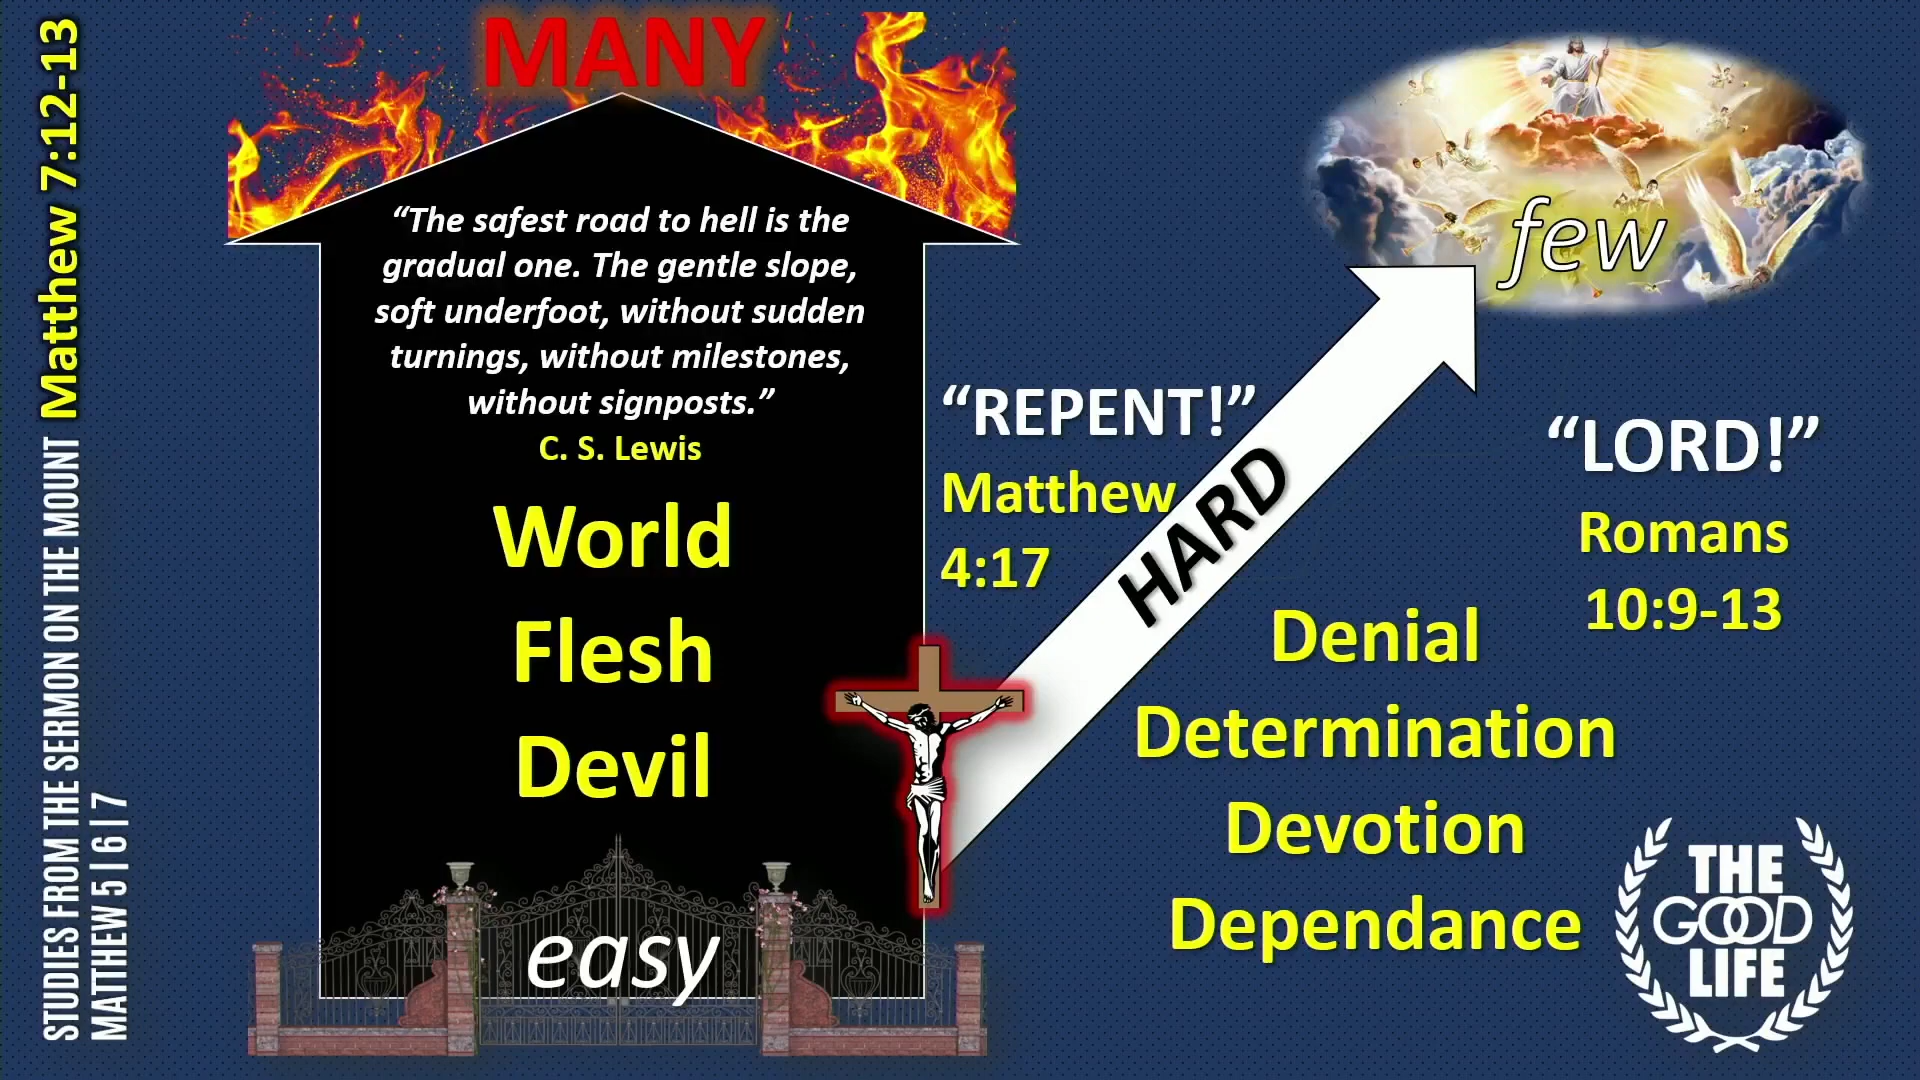 STUDIES FROM THE SERMON ON THE MOUNT Matthew 7:12-13
MATTHEW 5 | 6 | 7
MANY
“The safest road to hell is the
gradual one. The gentle slope,
soft underfoot, without sudden
turnings, without milestones,
without signposts.”
C. S. Lewis
World
Flesh
Devil
easy
“REPENT!”
Matthew
4:17
HARD
few
“LORD!”
Romans
10:9-13
Denial
Determination
Devotion
Dependance
THE
GOOD
LIFE